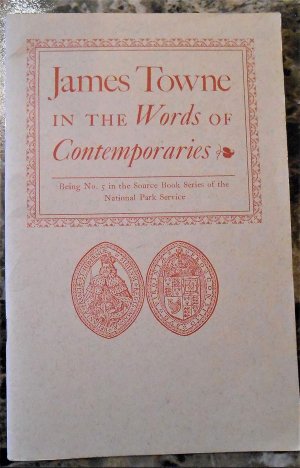 James Towne
IN THE Words OF
Contemporaries
Being No. 5 in the Source Book Series of the
National Park Service